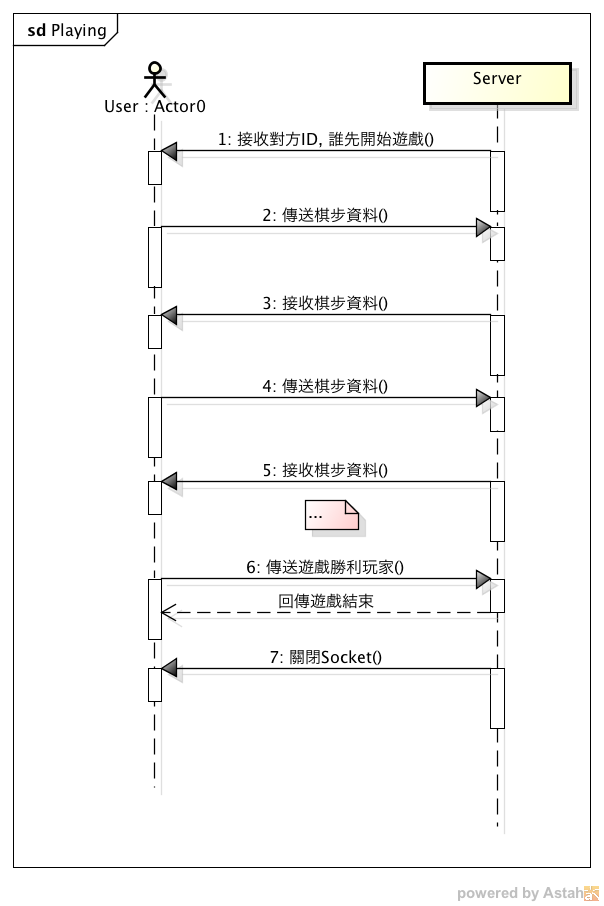 sd Playing
User : Actor0
Server
1: 接收對方ID, 誰先開始遊戲()
2: 傳送棋步資料()
3: 接收棋步資料()
4: 傳送棋步資料()
5: 接收棋步資料()
...
6: 傳送遊戲勝利玩家()
回傳遊戲結束
7: 關閉Socket()
powered by Astah